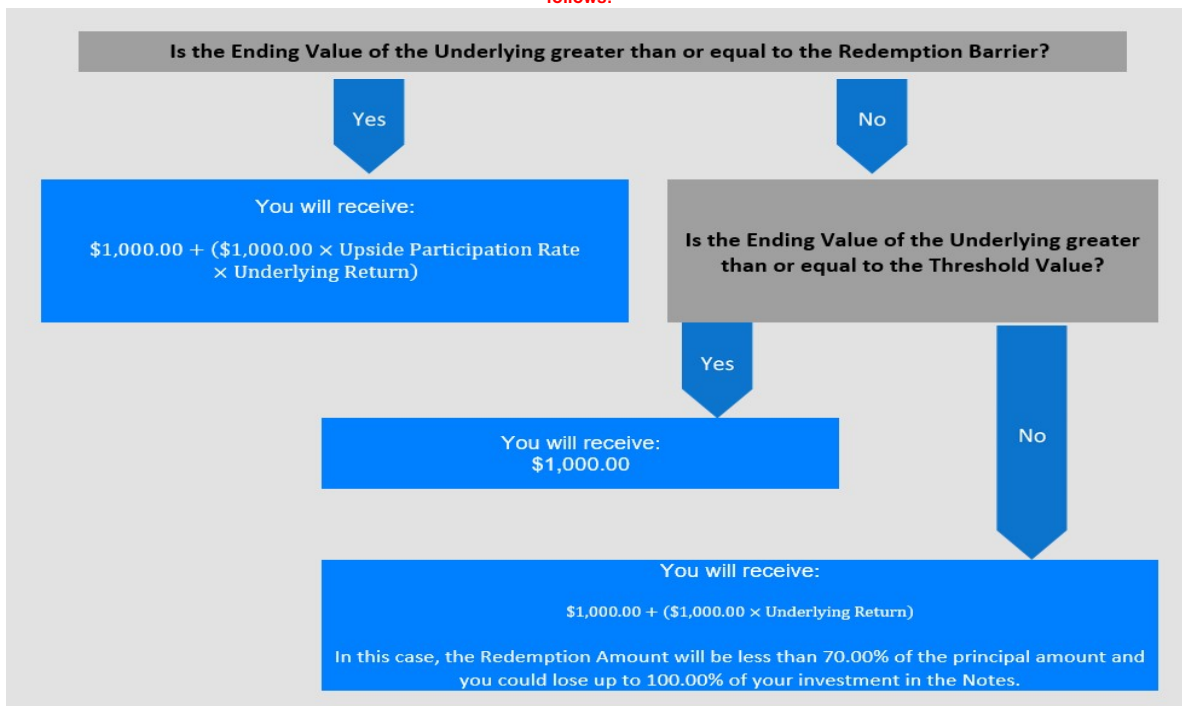 follows:
Is the Ending Value of the Underlying greater than or equal to the Redemption Barrier?
Yes
No
You will receive:
$1,000.00 + ($1,000.00 × Upside Participation Rate
× Underlying Return)
Is the Ending Value of the Underlying greater
than or equal to the Threshold Value?
Yes
No
You will receive:
$1,000.00
You will receive:
$1,000.00 + ($1,000.00 × Underlying Return)
In this case, the Redemption Amount will be less than 70.00% of the principal amount and
you could lose up to 100.00% of your investment in the Notes.